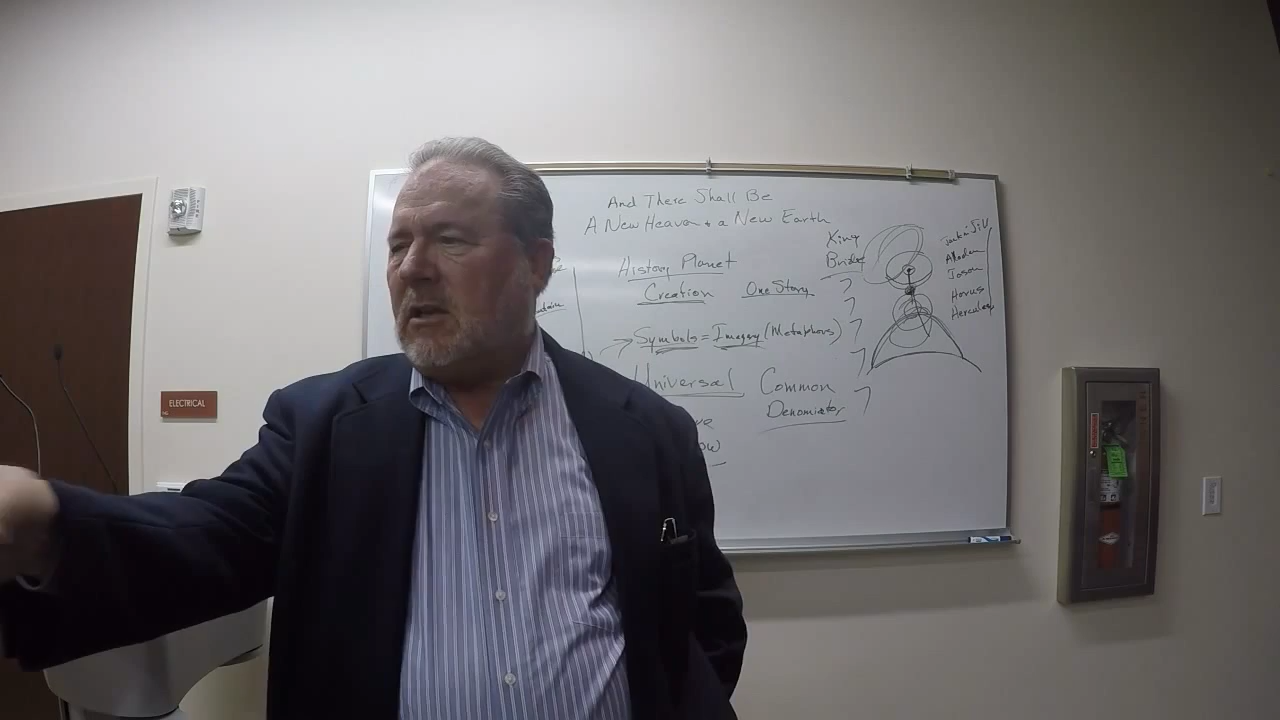 And There Shall Be
A New Heaven & a New Earth
King
Bride
History Planet
Creation One Story
Symbols = Imagery (Metaphors)
Universal Common
Denominator
ow
Jack n Jill
Jason
Horus
Hercules
ELECTRICAL